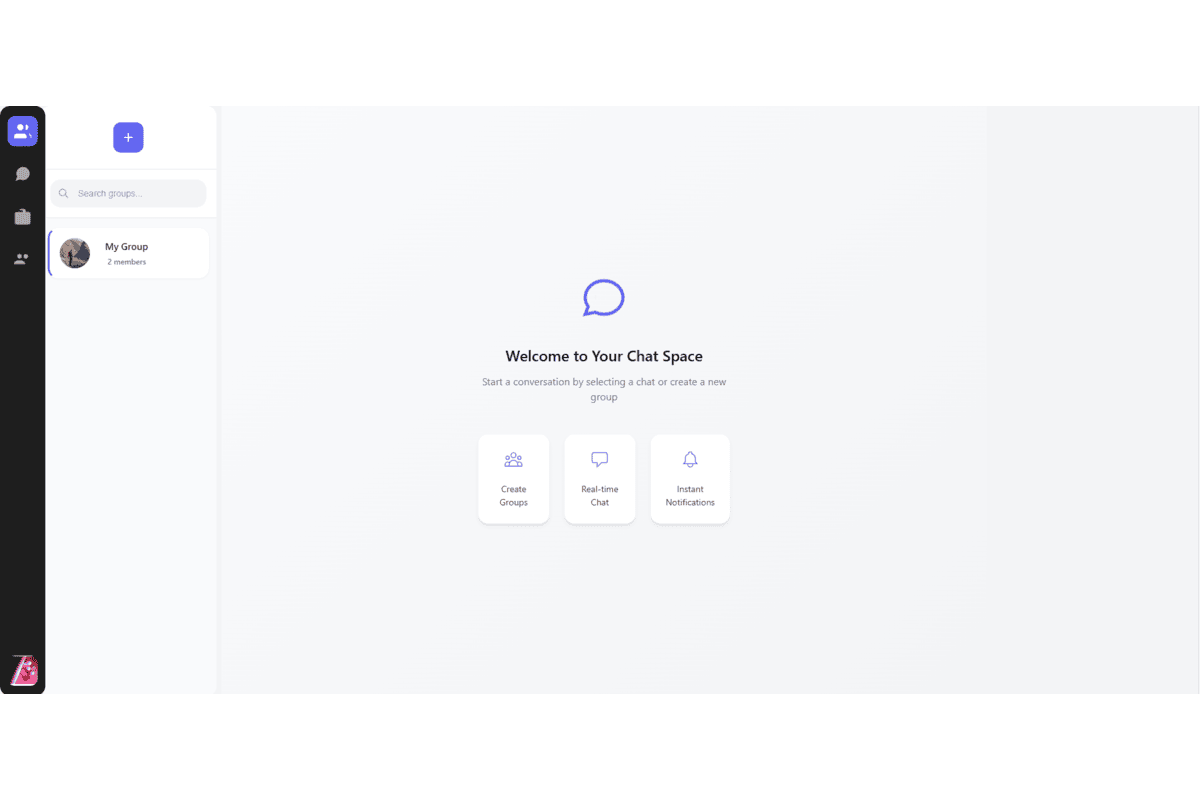 +
Search groups...
My Group
2 members
Welcome to Your Chat Space
Start a conversation by selecting a chat or create a new
group
Create
Groups
Real-time
Chat
Instant
Notifications